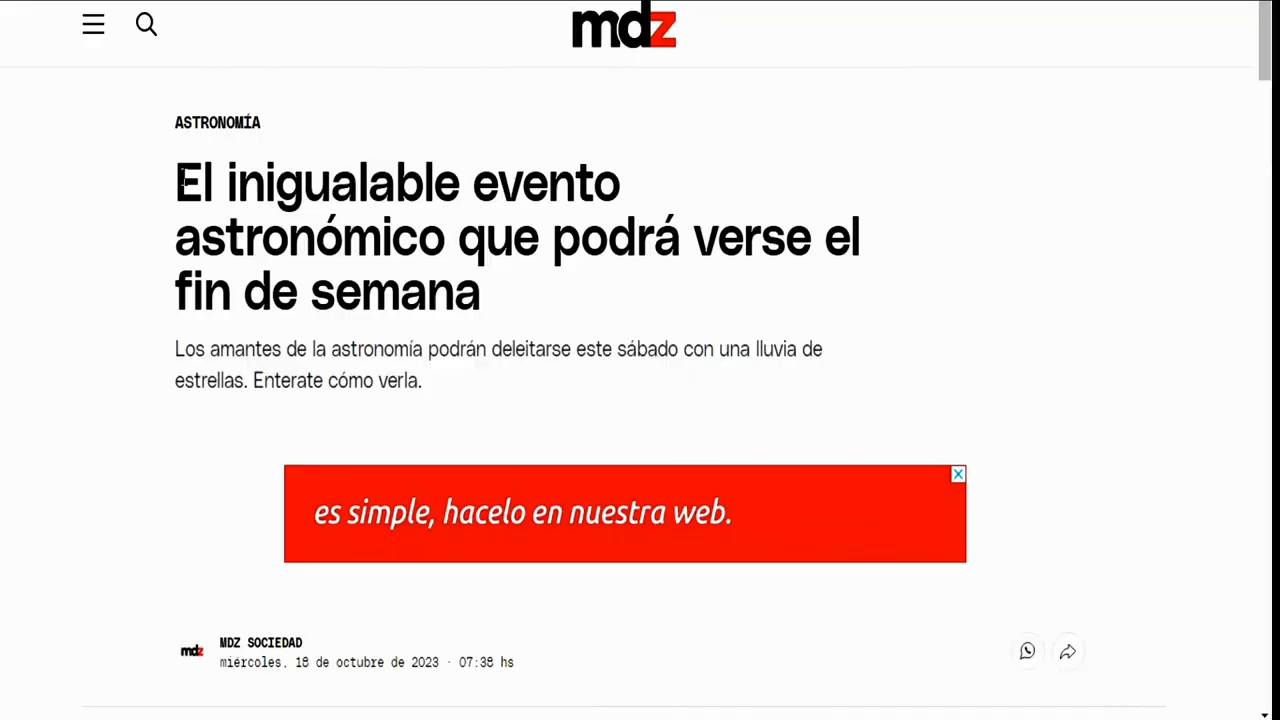 mdz
ASTRONOMÍA
El inigualable evento
astronómico que podrá verse el
fin de semana
Los amantes de la astronomía podrán deleitarse este sábado con una lluvia de
estrellas. Enterate cómo verla.
es simple, hacelo en nuestra web.
mdz
MDZ SOCIEDAD
miércoles, 18 de octubre de 2023 · 07:38 hs